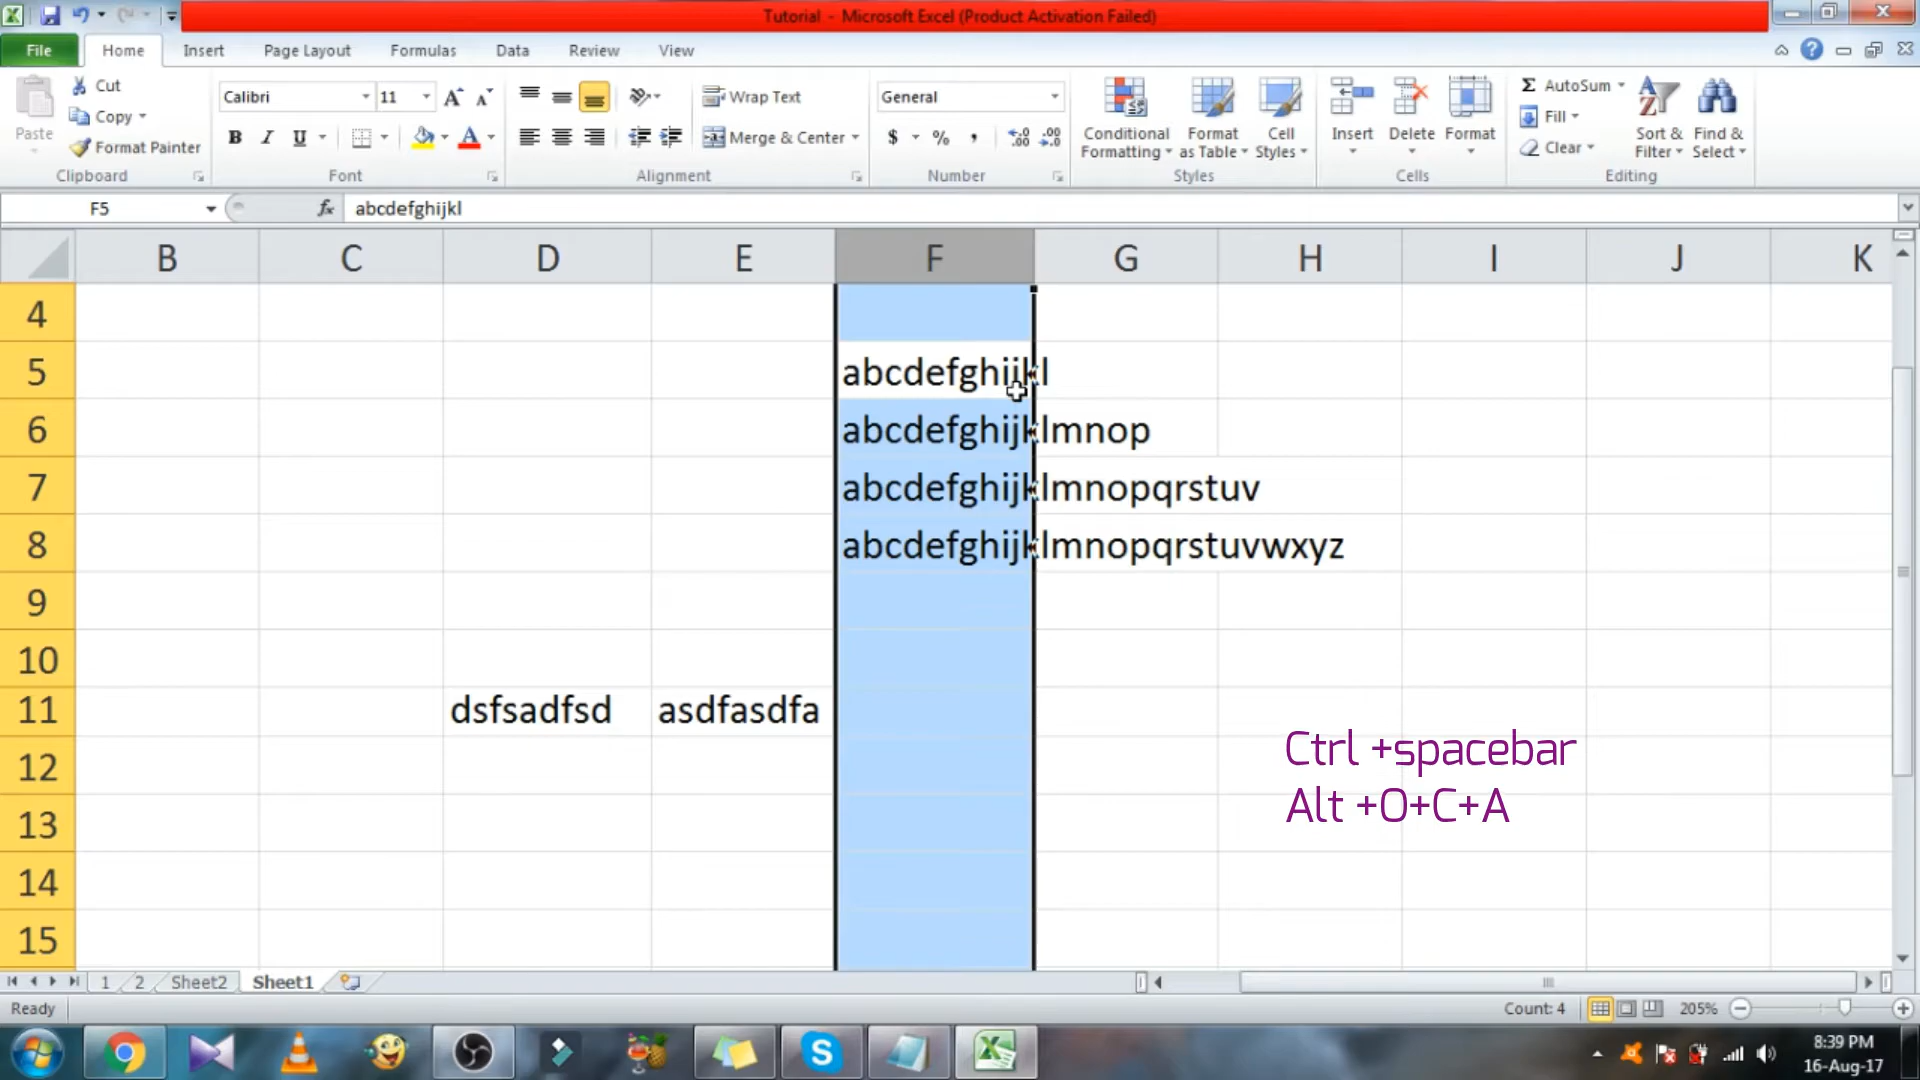 Tutorial - Microsoft Excel (Product Activation Failed)
File Home Insert Page Layout Formulas Data Review View
Paste
Cut
Copy
Format Painter
Clipboard
Calibri 11
B I U
Font
Wrap Text
Merge & Center
Alignment
General
$ % ,
Number
Conditional Formatting
Format as Table
Cell Styles
Styles
Insert Delete Format
Cells
Σ AutoSum
Fill
Clear
Sort & Filter
Find & Select
Editing
F5 fx abcdefghijkl
B C D E F G H I J K
4
5 abcdefghijkl
6 abcdefghijklmnop
7 abcdefghijklmnopqrstuv
8 abcdefghijklmnopqrstuvwxyz
9
10
11 dsfsadfsd asdfasdfa
12
13
14
15
Ctrl +spacebar
Alt +O+C+A
1 2 Sheet2 Sheet1
Ready Count: 4 205%
8:39 PM
16-Aug-17